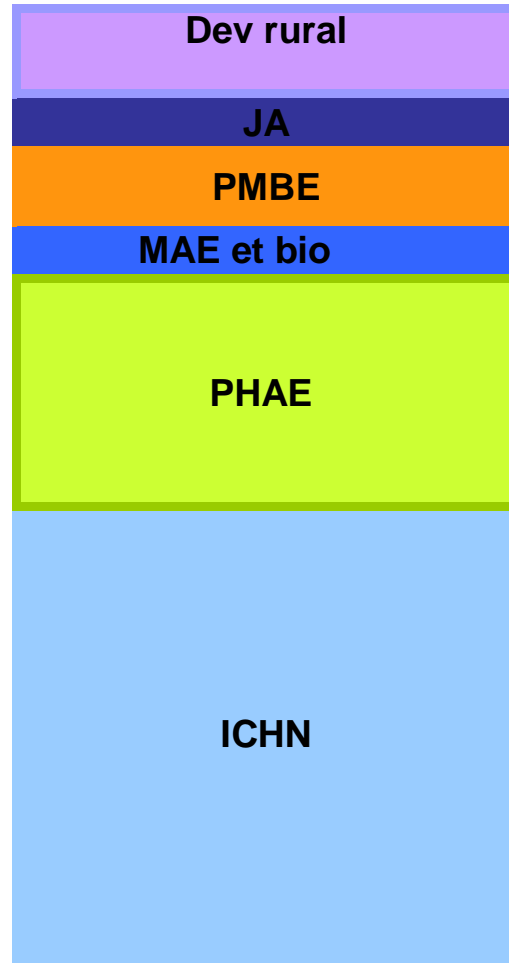 Dev rural
JA
PMBE
MAE et bio
PHAE
ICHN